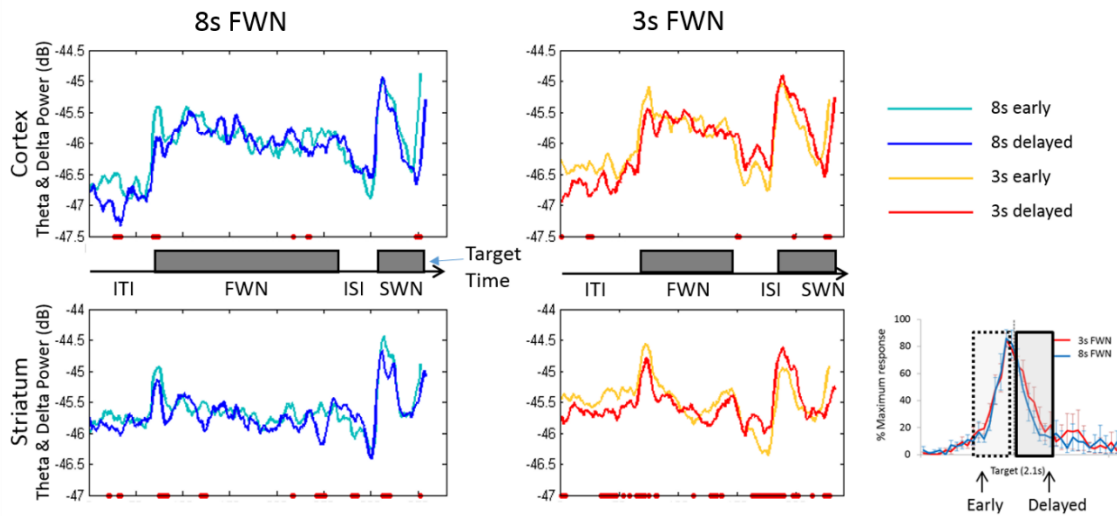 8s FWN
3s FWN
Cortex
Theta & Delta Power (dB)
-44.5
-45
-45.5
-46
-46.5
-47
-47.5
-44.5
-45
-45.5
-46
-46.5
-47
-47.5
8s early
8s delayed
3s early
3s delayed
Target
Time
ITI
FWN
ISI
SWN
ITI
FWN
ISI
SWN
Striatum
Theta & Delta Power (dB)
-44
-44.5
-45
-45.5
-46
-46.5
-47
-44
-44.5
-45
-45.5
-46
-46.5
-47
% Maximum response
100
80
60
40
20
0
3s FWN
8s FWN
Target (2.1s)
Early
Delayed